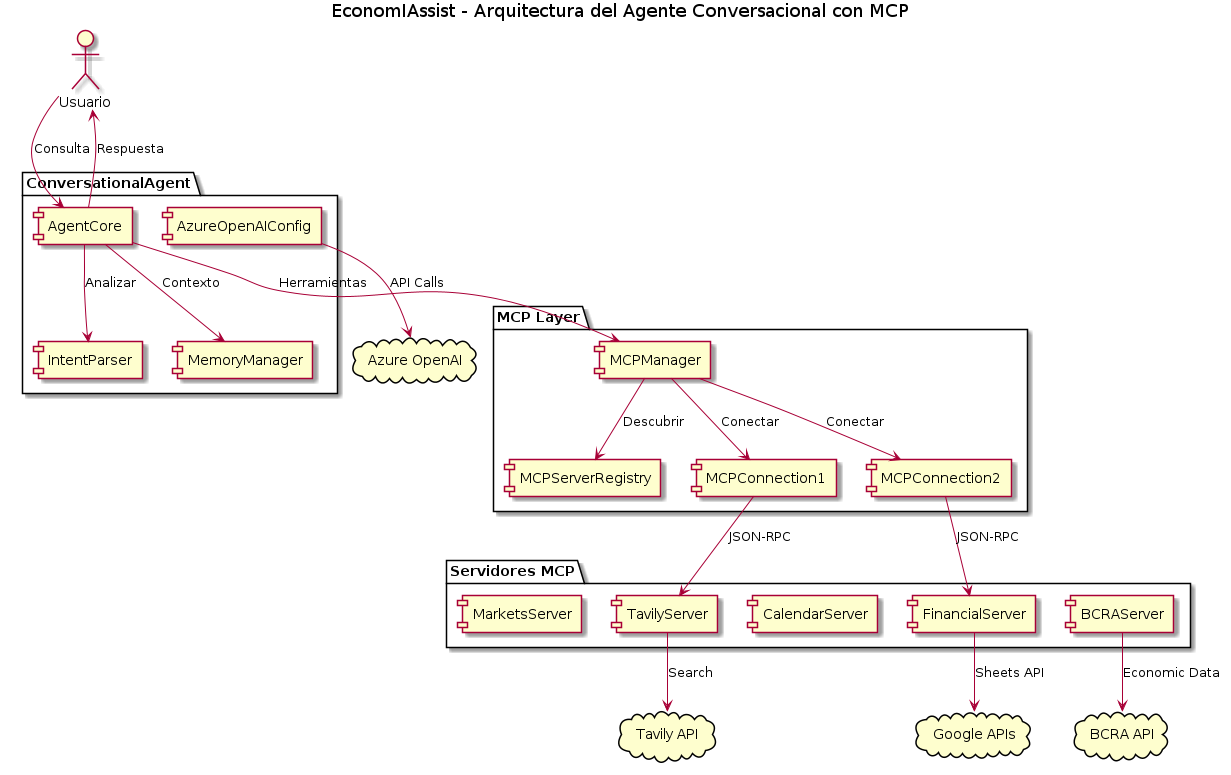 EconomIAssist - Arquitectura del Agente Conversacional con MCP
Usuario
Consulta
Respuesta
ConversationalAgent
AgentCore
AzureOpenAIConfig
Analizar
Contexto
Herramientas
API Calls
MCP Layer
IntentParser
MemoryManager
Azure OpenAI
MCPManager
Descubrir
Conectar
Conectar
MCPServerRegistry
MCPConnection1
MCPConnection2
JSON-RPC
JSON-RPC
Servidores MCP
MarketsServer
TavilyServer
CalendarServer
FinancialServer
BCRAServer
Search
Sheets API
Economic Data
Tavily API
Google APIs
BCRA API